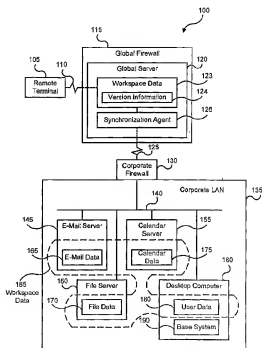 100
115
Global Firewall
105
110
Global Server
120
Remote Terminal
Workspace Data
123
Version Information
124
Synchronization Agent
126
125
Corporate Firewall
130
140
Corporate LAN
135
145
E-Mail Server
Calendar Server
155
165
E-Mail Data
Calendar Data
175
185
Workspace Data
150
File Server
Desktop Computer
160
170
File Data
180
User Data
190
Base System